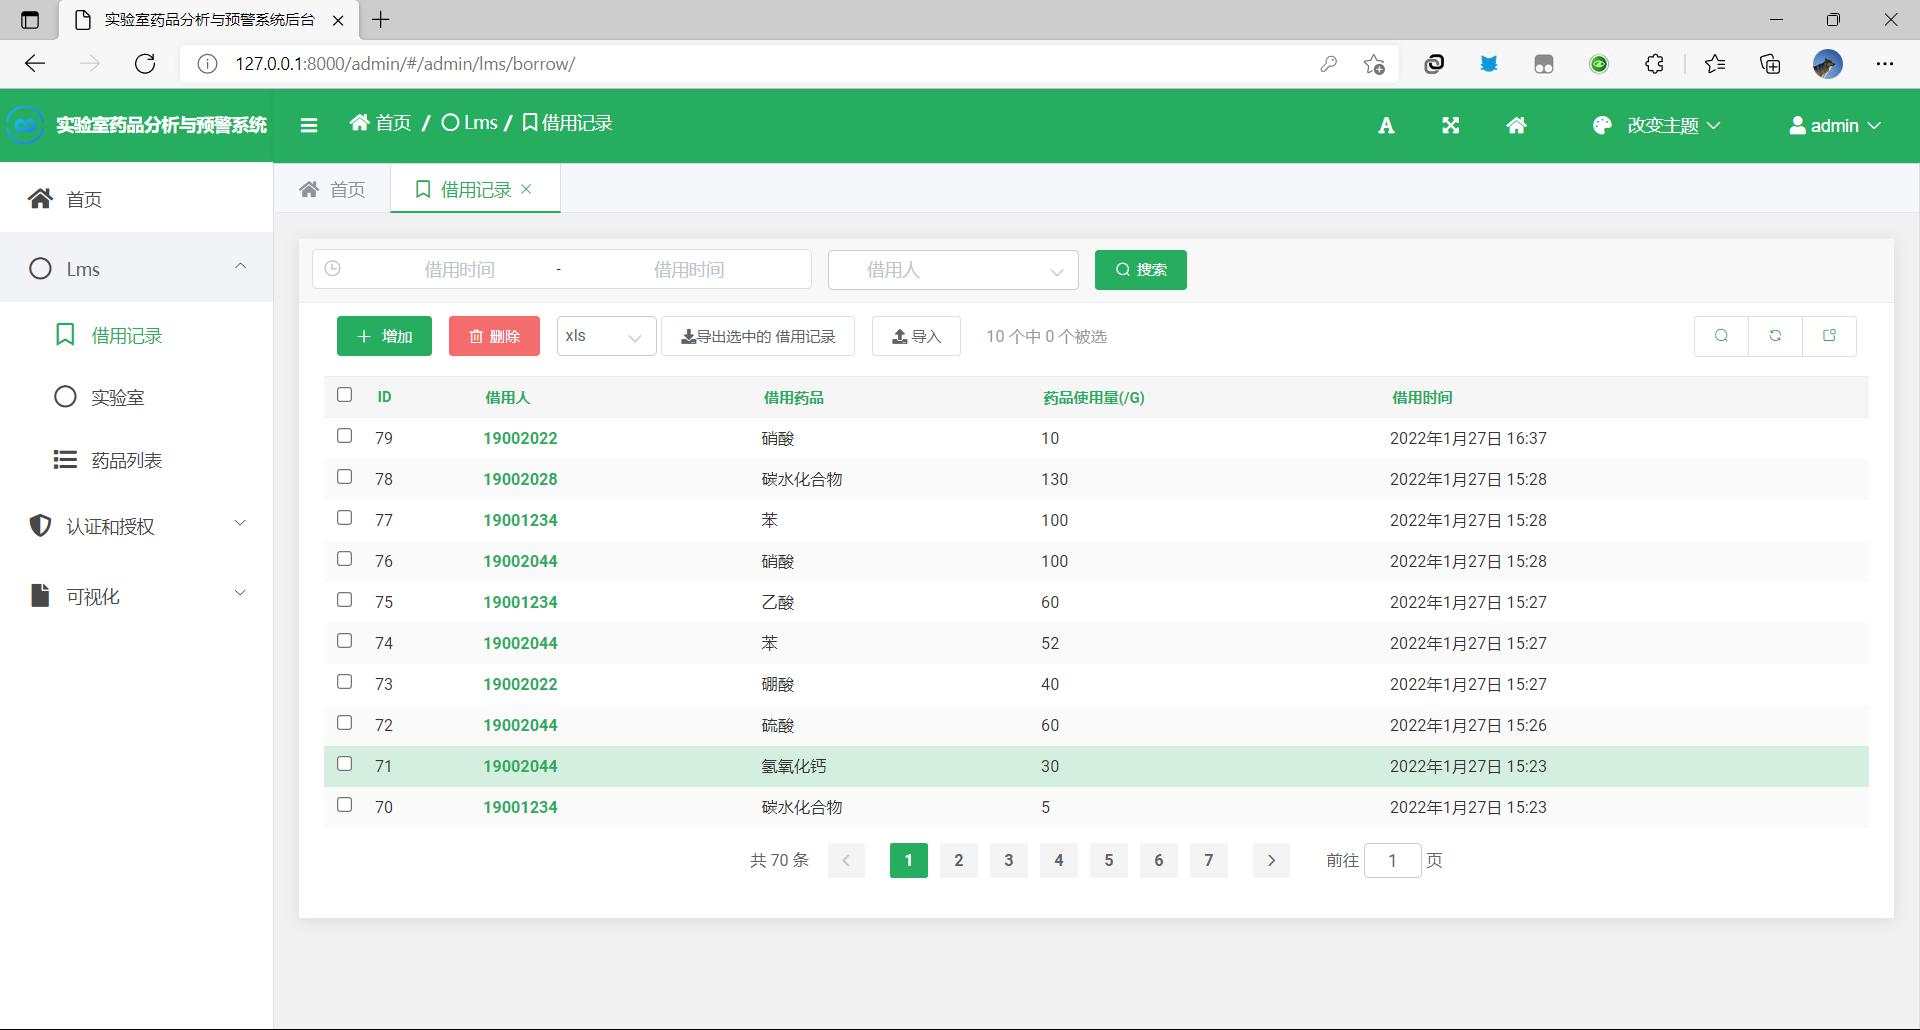 实验室药品分析与预警系统后台
127.0.0.1:8000/admin/#/admin/lms/borrow/
实验室药品分析与预警系统
首页 / Lms / 借用记录
A
改变主题
admin
首页
借用记录
首页
Lms
借用记录
实验室
药品列表
认证和授权
可视化
借用时间 - 借用时间
借用人
搜索
增加
删除
xls
导出选中的 借用记录
导入
10 个中 0 个被选
ID 借用人 借用药品 药品使用量(/G) 借用时间
79 19002022 硝酸 10 2022年1月27日 16:37
78 19002028 碳水化合物 130 2022年1月27日 15:28
77 19001234 苯 100 2022年1月27日 15:28
76 19002044 硝酸 100 2022年1月27日 15:28
75 19001234 乙酸 60 2022年1月27日 15:27
74 19002044 苯 52 2022年1月27日 15:27
73 19002022 硼酸 40 2022年1月27日 15:27
72 19002044 硫酸 60 2022年1月27日 15:26
71 19002044 氢氧化钙 30 2022年1月27日 15:23
70 19001234 碳水化合物 5 2022年1月27日 15:23
共 70 条 1 2 3 4 5 6 7 前往 1 页